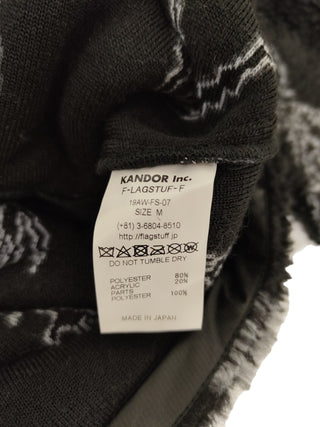 KANDOR Inc.
F-LAGSTUF-F
19AW-FS-07
SIZE M
(+81) 3-6804-8510
http://flagstuff.jp
DO NOT TUMBLE DRY
POLYESTER 80%
ACRYLIC 20%
PARTS
POLYESTER 100%
MADE IN JAPAN